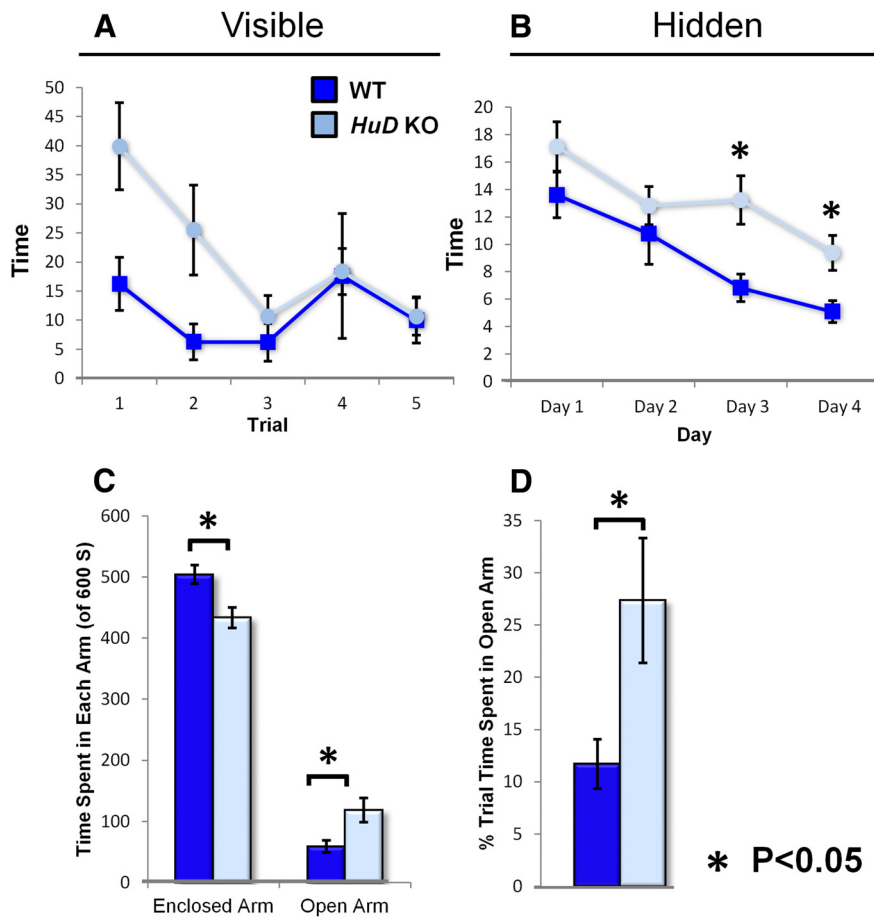 A Visible
WT
HuD KO
50
45
40
35
30
25
20
15
10
5
0
Time
1 2 3 4 5
Trial
B Hidden
20
18
16
14
12
10
8
6
4
2
0
Time
*
*
Day 1 Day 2 Day 3 Day 4
Day
C
600
500
400
300
200
100
0
Time Spent in Each Arm (of 600 S)
*
*
Enclosed Arm Open Arm
D
35
30
25
20
15
10
5
0
% Trial Time Spent in Open Arm
*
* P<0.05